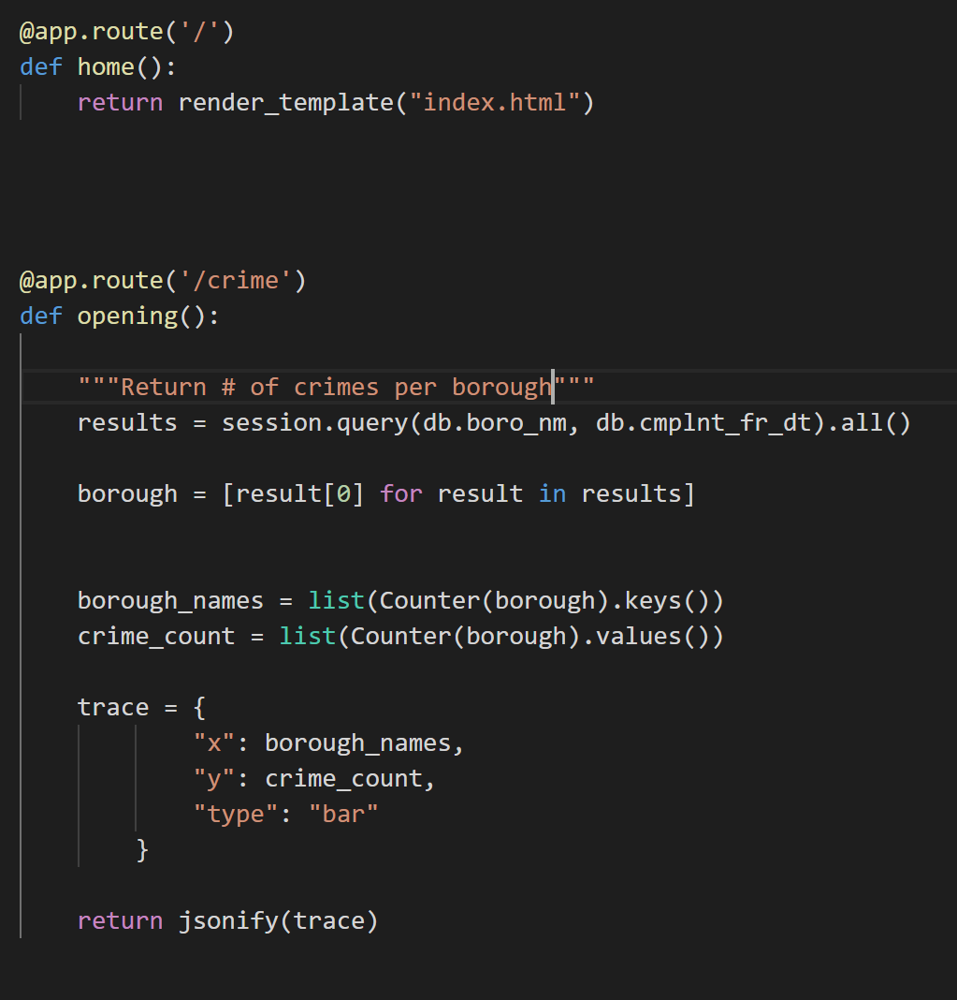 @app.route('/')
def home():
    return render_template("index.html")
@app.route('/crime')
def opening():
    """Return # of crimes per borough"""
    results = session.query(db.boro_nm, db.cmplnt_fr_dt).all()
    borough = [result[0] for result in results]
    borough_names = list(Counter(borough).keys())
    crime_count = list(Counter(borough).values())
    trace = {
            "x": borough_names,
            "y": crime_count,
            "type": "bar"
        }
    return jsonify(trace)